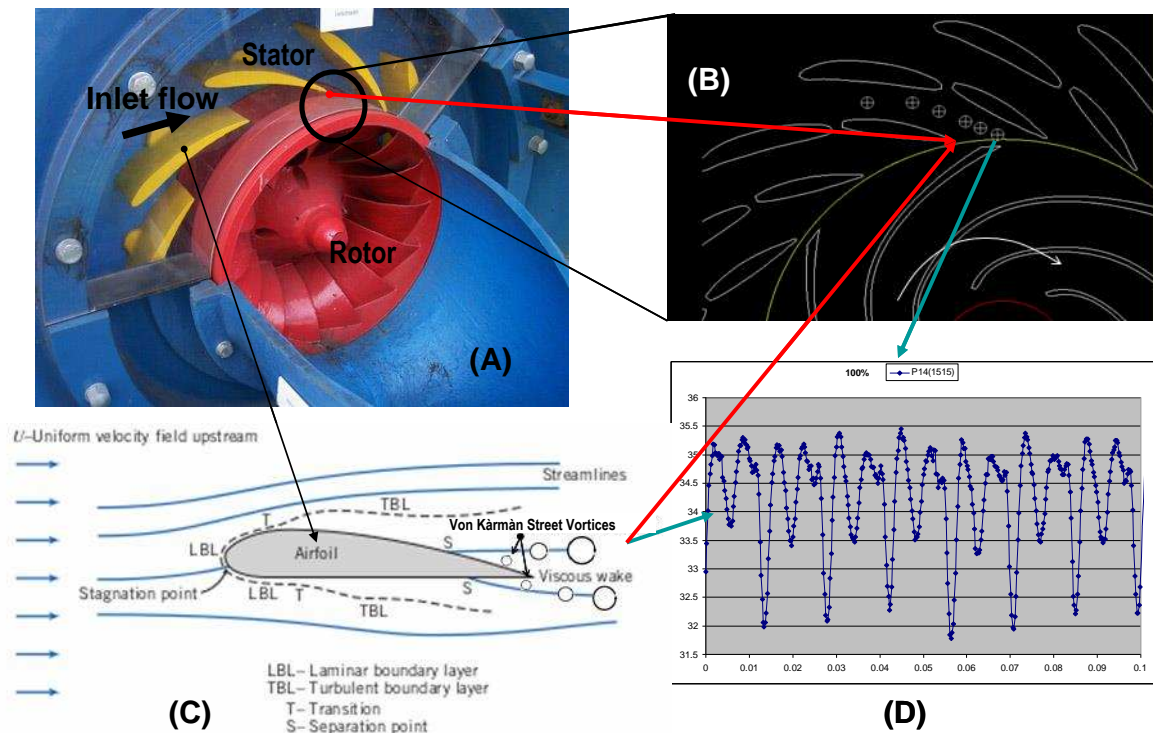 Stator
Inlet flow
Rotor
(A)
(B)
U–Uniform velocity field upstream
Streamlines
TBL
T
Von Kàrmàn Street Vortices
LBL
Airfoil
S
Viscous wake
Stagnation point
LBL
T
S
TBL
LBL– Laminar boundary layer
TBL– Turbulent boundary layer
T– Transition
S– Separation point
(C)
100%
P14(1515)
36
35.5
35
34.5
34
33.5
33
32.5
32
31.5
0 0.01 0.02 0.03 0.04 0.05 0.06 0.07 0.08 0.09 0.1
(D)